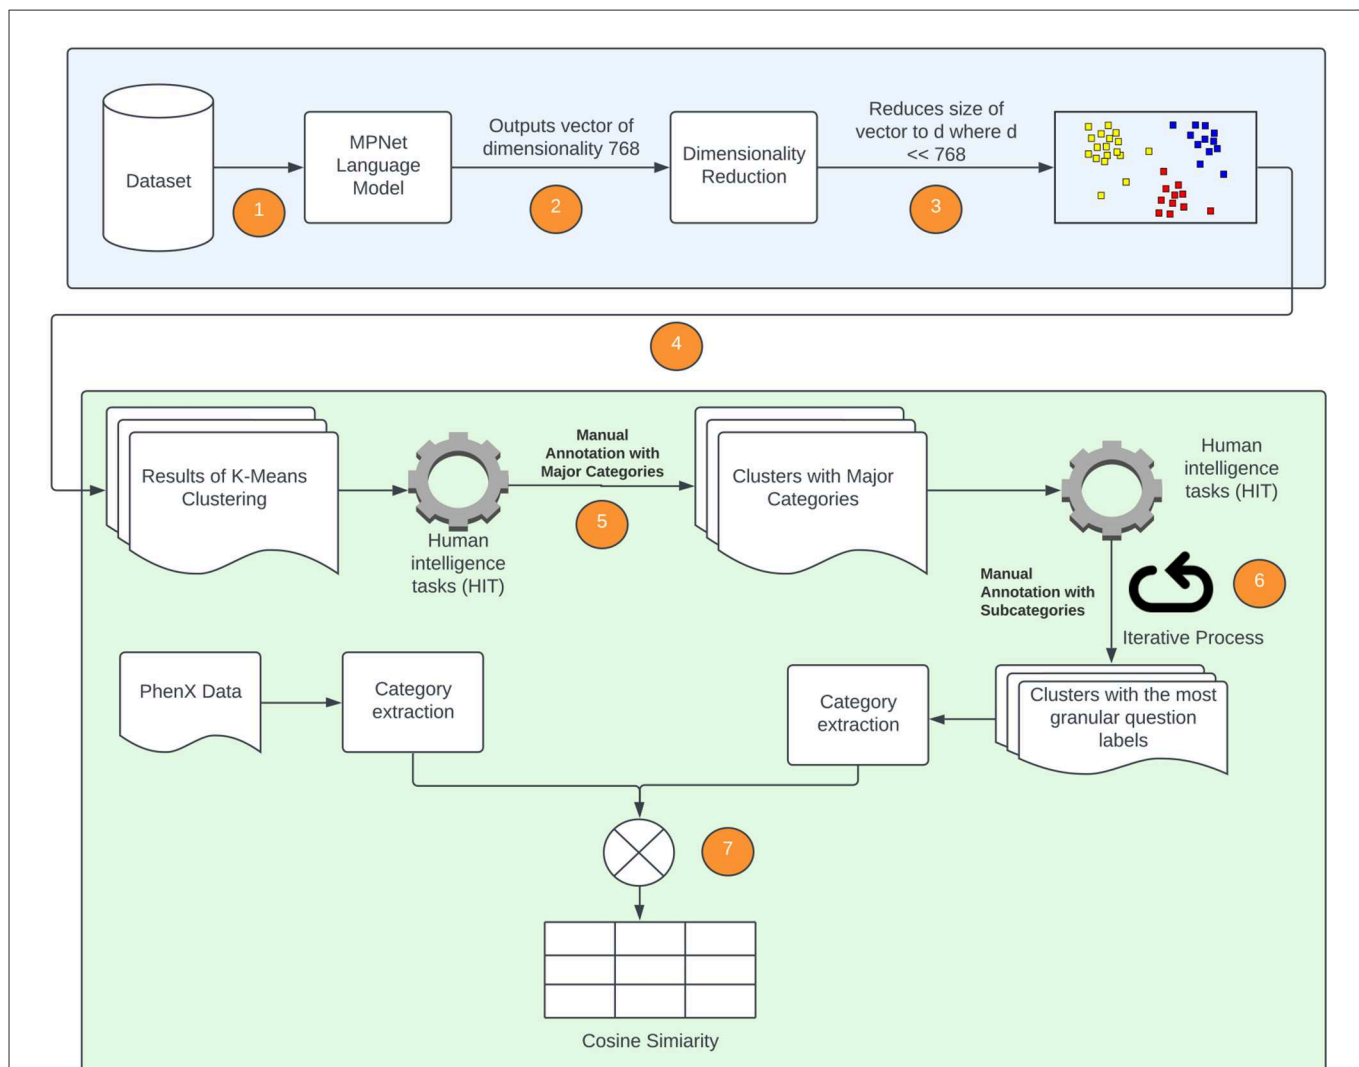 Dataset
MPNet
Language
Model
Outputs vector of
dimensionality 768
Dimensionality
Reduction
Reduces size of
vector to d where d
<< 768
1
2
3
4
Results of K-Means
Clustering
Human
intelligence
tasks (HIT)
Manual
Annotation with
Major Categories
5
Clusters with Major
Categories
Human
intelligence
tasks (HIT)
Manual
Annotation with
Subcategories
6
Iterative Process
PhenX Data
Category
extraction
Category
extraction
Clusters with the most
granular question
labels
7
Cosine Simiarity